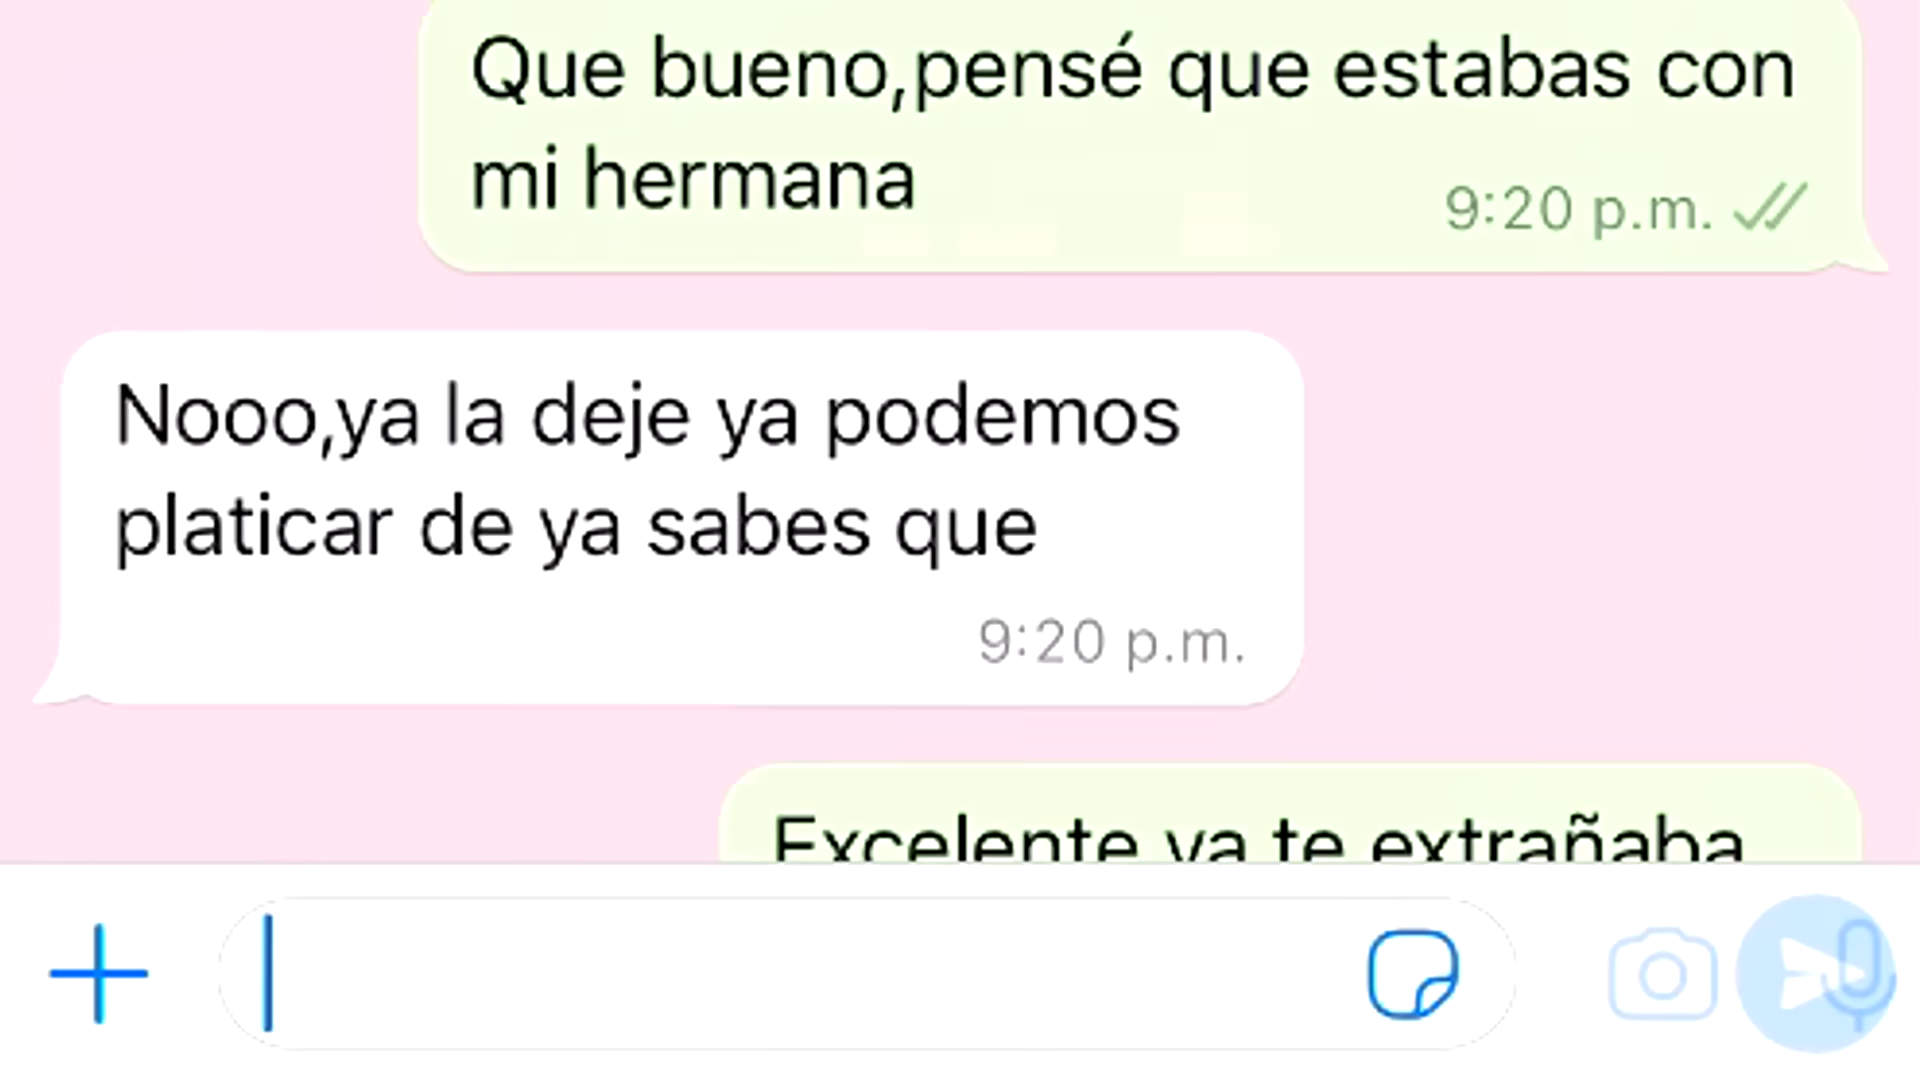 Que bueno,pensé que estabas con
mi hermana
9:20 p.m.
Nooo,ya la deje ya podemos
platicar de ya sabes que
9:20 p.m.
Excelente ya te extrañaba